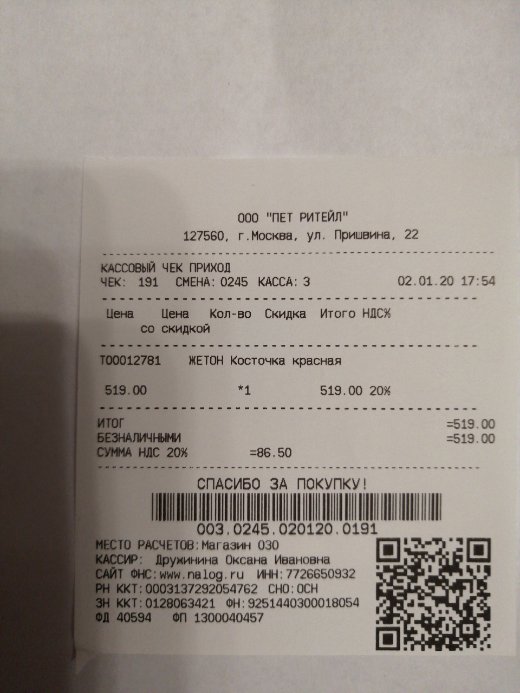 ООО "ПЕТ РИТЕЙЛ"
127560, г.Москва, ул. Пришвина, 22
КАССОВЫЙ ЧЕК ПРИХОД
ЧЕК: 191 СМЕНА:0245 КАССА:3 02.01.20 17:54
Цена Цена Кол-во Скидка Итого НДС%
со скидкой
Т00012781 ЖЕТОН Косточка красная
519.00 *1 519.00 20%
ИТОГ =519.00
БЕЗНАЛИЧНЫМИ =519.00
СУММА НДС 20% =86.50
СПАСИБО ЗА ПОКУПКУ!
003.0245.020120.0191
МЕСТО РАСЧЕТОВ:Магазин 030
КАССИР: Дружинина Оксана Ивановна
САЙТ ФНС:www.nalog.ru ИНН:7726650932
РН ККТ:0003137292054762 СНО:ОСН
ЗН ККТ:0128063421 ФН:9251440300018054
ФД 40594 ФП 1300040457